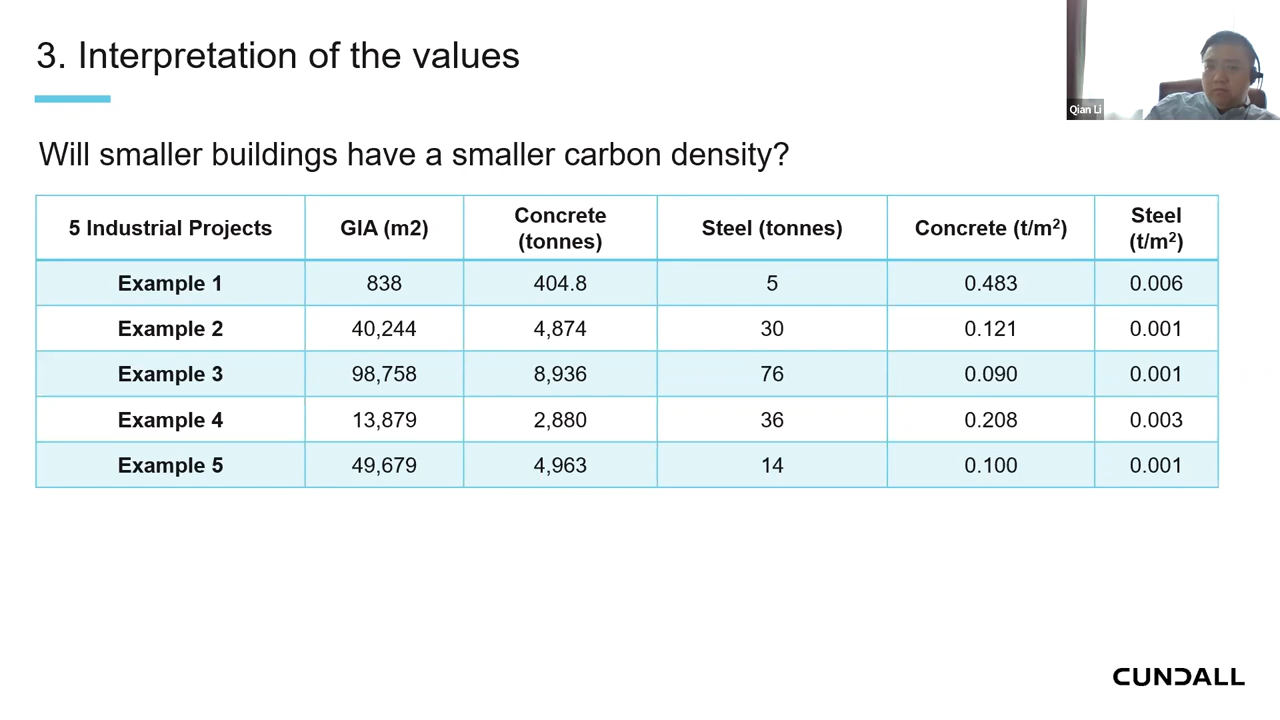 3. Interpretation of the values
Qian Li
Will smaller buildings have a smaller carbon density?
5 Industrial Projects GIA (m2) Concrete (tonnes) Steel (tonnes) Concrete (t/m²) Steel (t/m²)
Example 1 838 404.8 5 0.483 0.006
Example 2 40,244 4,874 30 0.121 0.001
Example 3 98,758 8,936 76 0.090 0.001
Example 4 13,879 2,880 36 0.208 0.003
Example 5 49,679 4,963 14 0.100 0.001
CUNDALL